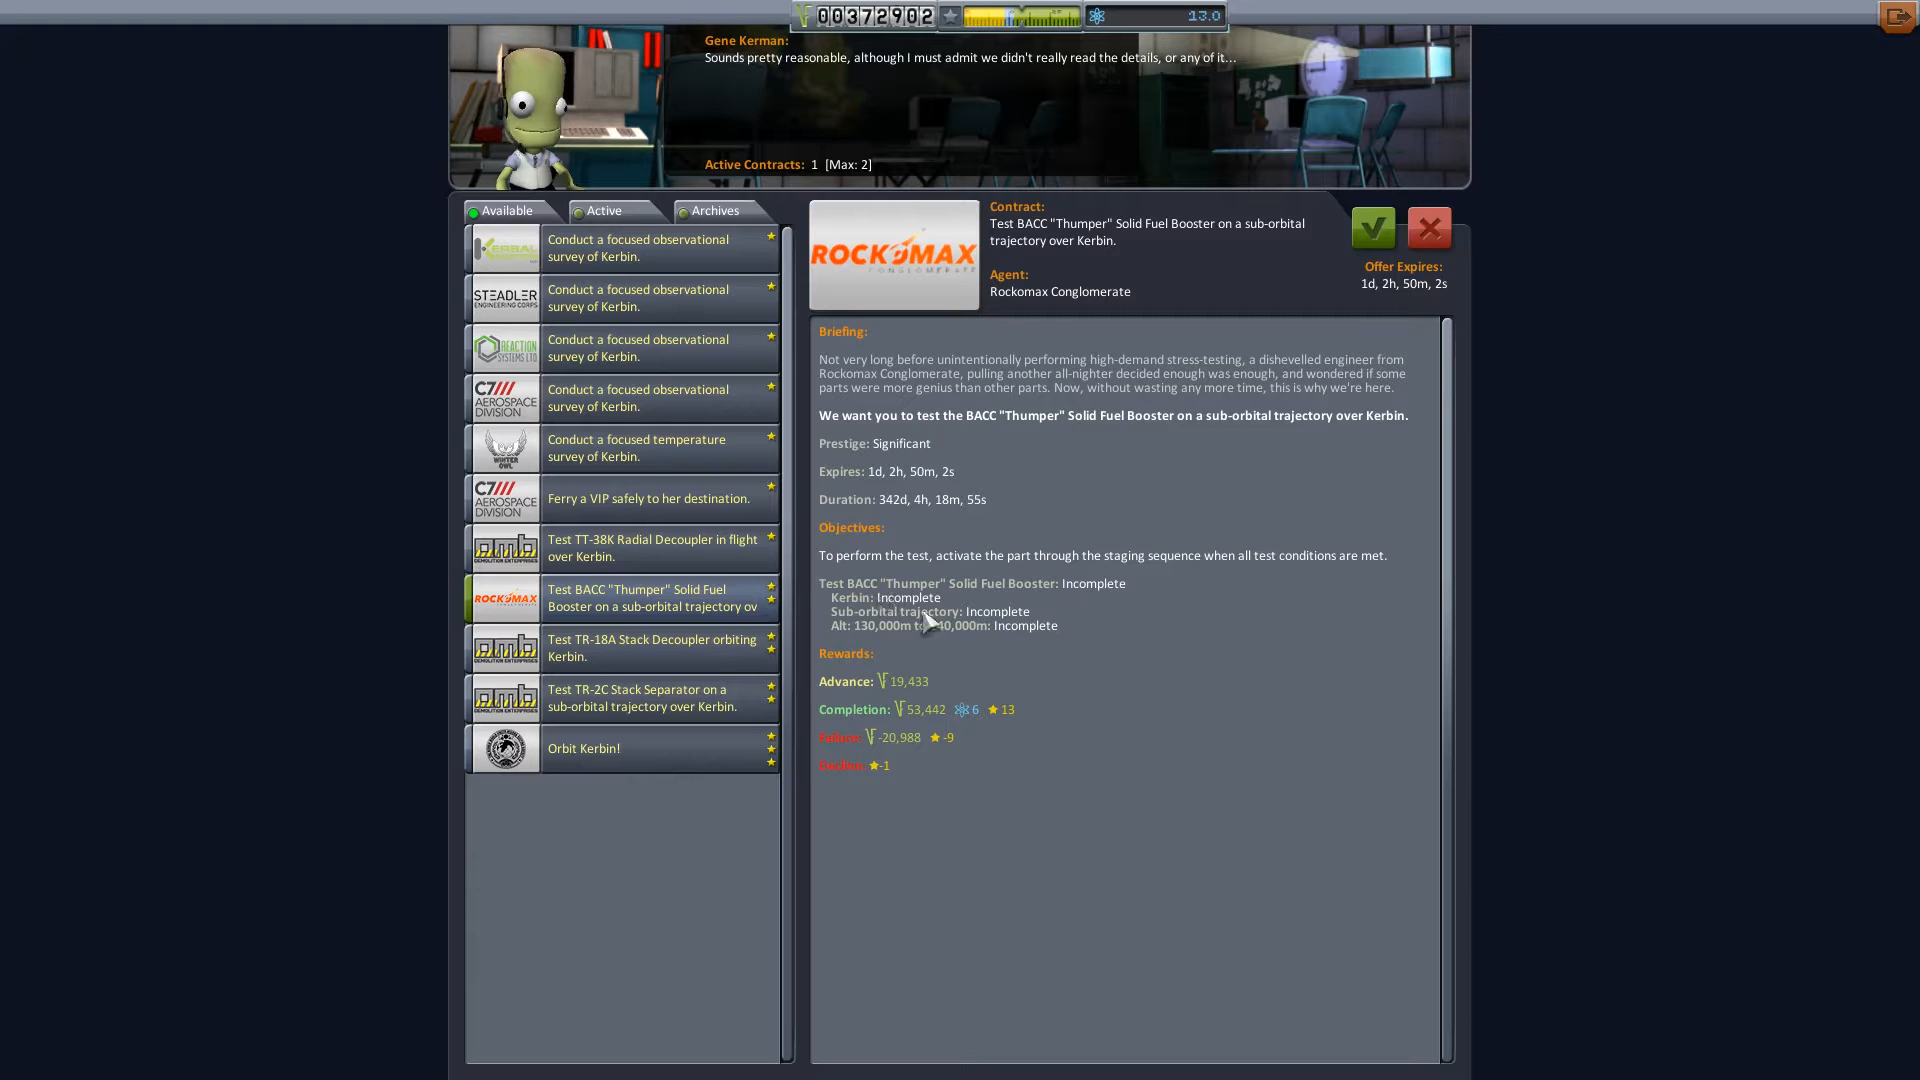 00372902
13.0
Gene Kerman:
Sounds pretty reasonable, although I must admit we didn't really read the details, or any of it...
Active Contracts: 1 [Max: 2]
Available
Active
Archives
Conduct a focused observational
survey of Kerbin.
STEADLER
ENGINEERING CORPS
Conduct a focused observational
survey of Kerbin.
REACTION
SYSTEMS LTD
Conduct a focused observational
survey of Kerbin.
C7///
AEROSPACE
DIVISION
Conduct a focused observational
survey of Kerbin.
WINTER
OWL
Conduct a focused temperature
survey of Kerbin.
C7///
AEROSPACE
DIVISION
Ferry a VIP safely to her destination.
Test TT-38K Radial Decoupler in flight
over Kerbin.
ROCKOMAX
Test BACC "Thumper" Solid Fuel
Booster on a sub-orbital trajectory ov
Test TR-18A Stack Decoupler orbiting
Kerbin.
Test TR-2C Stack Separator on a
sub-orbital trajectory over Kerbin.
Orbit Kerbin!
ROCKOMAX
CONGLOMERATE
Contract:
Test BACC "Thumper" Solid Fuel Booster on a sub-orbital
trajectory over Kerbin.
Agent:
Rockomax Conglomerate
Offer Expires:
1d, 2h, 50m, 2s
Briefing:
Not very long before unintentionally performing high-demand stress-testing, a dishevelled engineer from
Rockomax Conglomerate, pulling another all-nighter decided enough was enough, and wondered if some
parts were more genius than other parts. Now, without wasting any more time, this is why we're here.
We want you to test the BACC "Thumper" Solid Fuel Booster on a sub-orbital trajectory over Kerbin.
Prestige: Significant
Expires: 1d, 2h, 50m, 2s
Duration: 342d, 4h, 18m, 55s
Objectives:
To perform the test, activate the part through the staging sequence when all test conditions are met.
Test BACC "Thumper" Solid Fuel Booster: Incomplete
Kerbin: Incomplete
Sub-orbital trajectory: Incomplete
Alt: 130,000m to 40,000m: Incomplete
Rewards:
Advance: 19,433
Completion: 53,442 6 13
Failure: -20,988 -9
Decline: -1